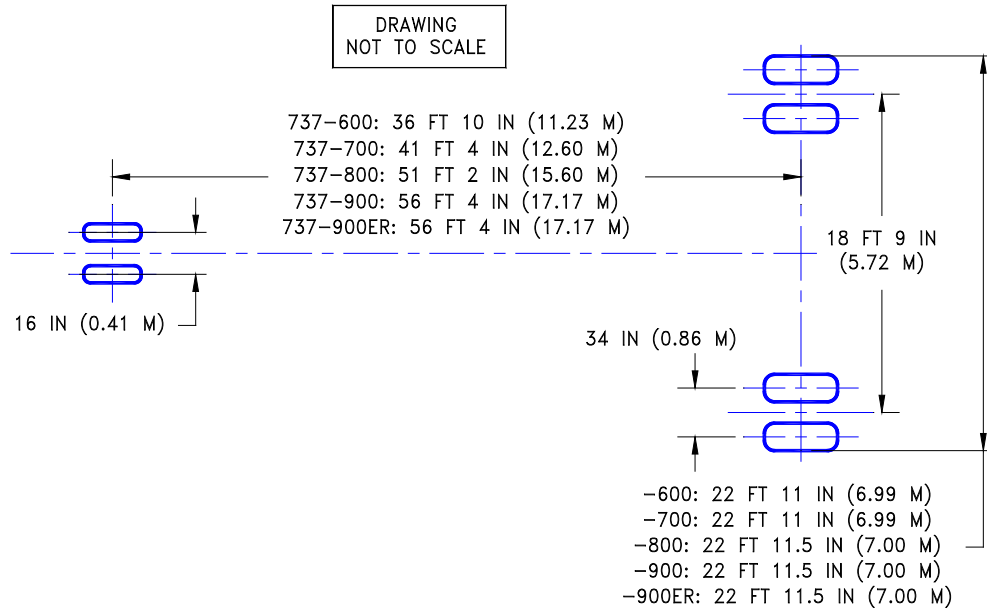 DRAWING
NOT TO SCALE
737-600: 36 FT 10 IN (11.23 M)
737-700: 41 FT 4 IN (12.60 M)
737-800: 51 FT 2 IN (15.60 M)
737-900: 56 FT 4 IN (17.17 M)
737-900ER: 56 FT 4 IN (17.17 M)
18 FT 9 IN
(5.72 M)
16 IN (0.41 M)
34 IN (0.86 M)
-600: 22 FT 11 IN (6.99 M)
-700: 22 FT 11 IN (6.99 M)
-800: 22 FT 11.5 IN (7.00 M)
-900: 22 FT 11.5 IN (7.00 M)
-900ER: 22 FT 11.5 IN (7.00 M)